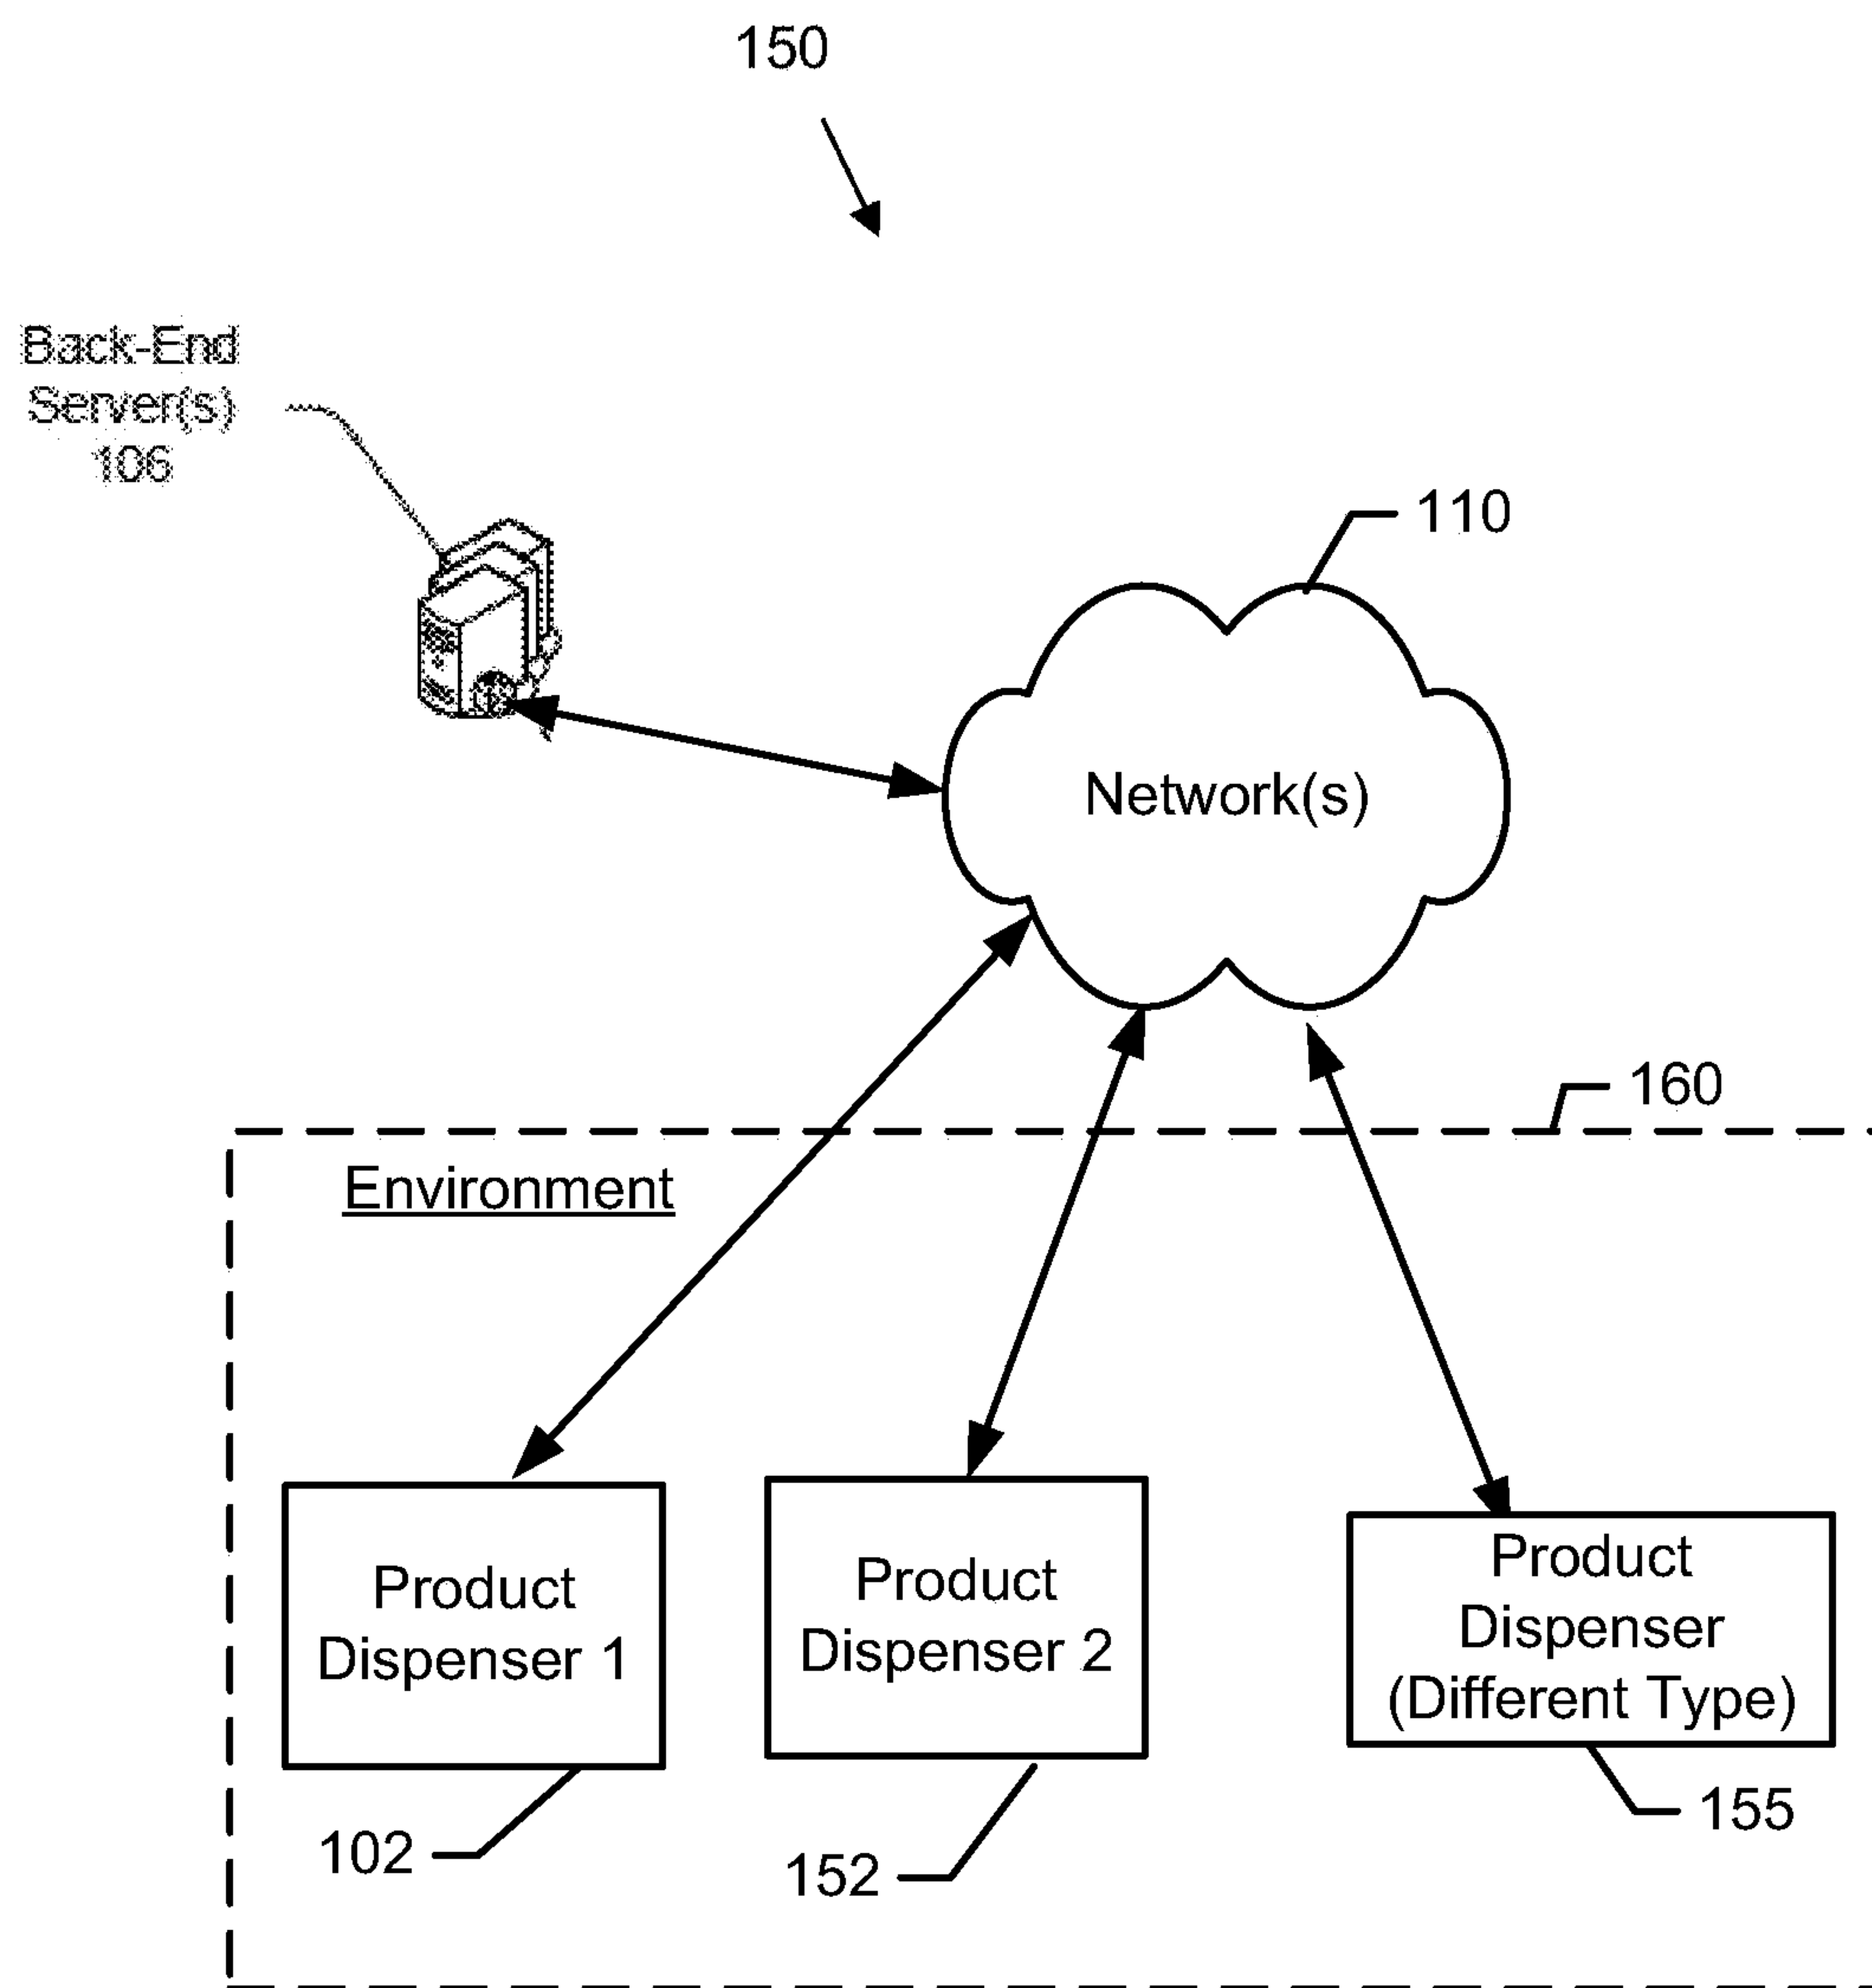 150
Back-End
Server(s)
106
110
Network(s)
160
Environment
Product
Dispenser 1
Product
Dispenser 2
Product
Dispenser
(Different Type)
102
152
155